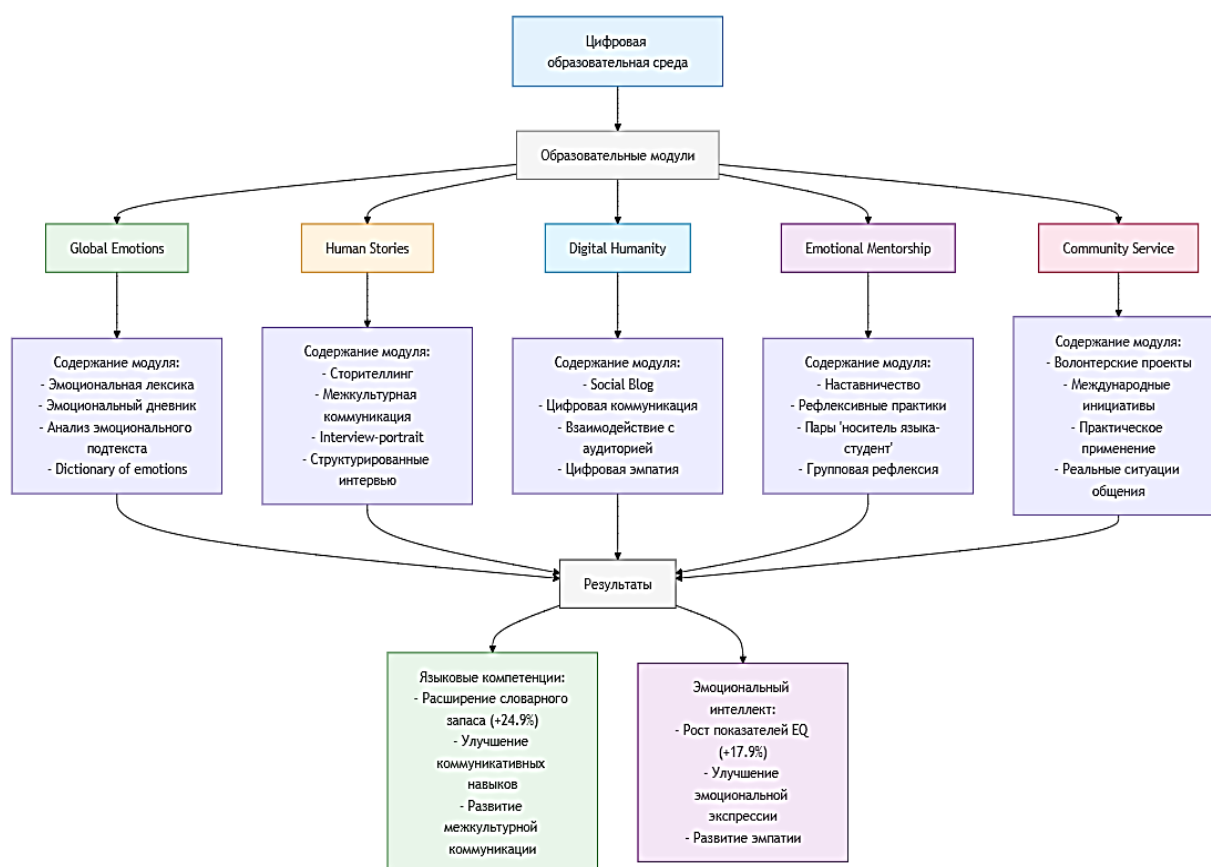 Цифровая
образовательная среда
Образовательные модули
Global Emotions
Human Stories
Digital Humanity
Emotional Mentorship
Community Service
Содержание модуля:
- Эмоциональная лексика
- Эмоциональный дневник
- Анализ эмоционального
подтекста
- Dictionary of emotions
Содержание модуля:
- Сторителлинг
- Межкультурная
коммуникация
- Interview-portrait
- Структурированные
интервью
Содержание модуля:
- Social Blog
- Цифровая коммуникация
- Взаимодействие с
аудиторией
- Цифровая эмпатия
Содержание модуля:
- Наставничество
- Рефлексивные практики
- Пары 'носитель языка-
студент'
- Групповая рефлексия
Содержание модуля:
- Волонтерские проекты
- Международные
инициативы
- Практическое
применение
- Реальные ситуации
общения
Результаты
Языковые компетенции:
- Расширение словарного
запаса (+24.9%)
- Улучшение
коммуникативных
навыков
- Развитие
межкультурной
коммуникации
Эмоциональный
интеллект:
- Рост показателей EQ
(+17.9%)
- Улучшение
эмоциональной
экспрессии
- Развитие эмпатии